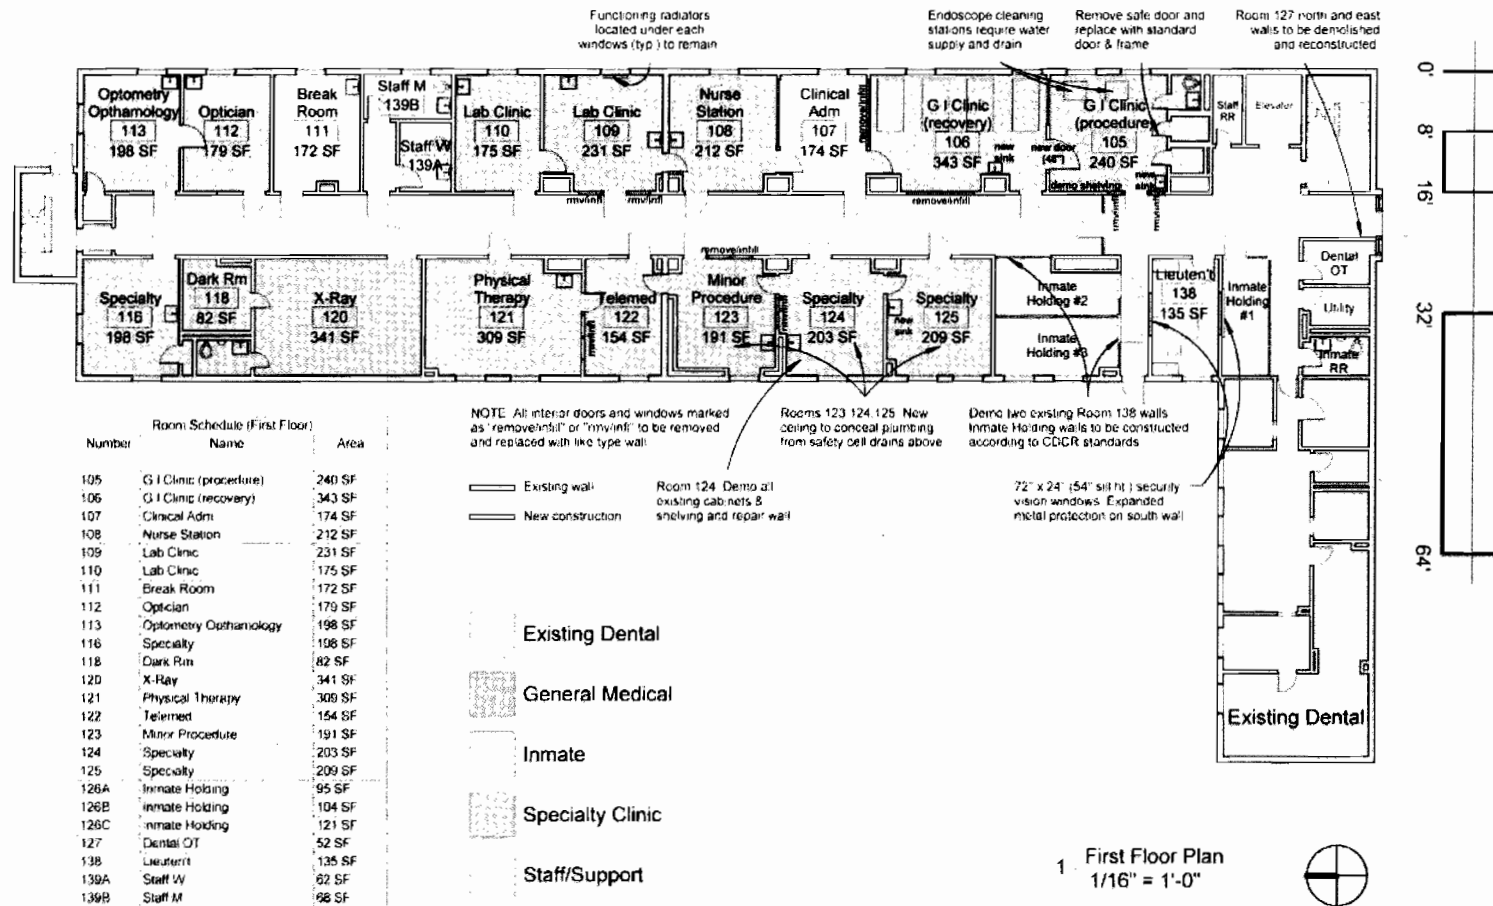 Functioning radiators
located under each
windows (typ.) to remain
Endoscope cleaning
stations require water
supply and drain
Remove safe door and
replace with standard
door & frame
Room 127 north and east
walls to be demolished
and reconstructed
Optometry
Opthamology
113
198 SF
Optician
112
179 SF
Break
Room
111
172 SF
Staff M
139B
Staff W
139A
Lab Clinic
110
175 SF
Lab Clinic
109
231 SF
Nurse
Station
108
212 SF
Clinical
Adm
107
174 SF
remove/infill
G I Clinic
(recovery)
106
343 SF
new
sink
G I Clinic
(procedure)
105
240 SF
new door
(48")
demo shelving
new
sink
Staff
RR
Elevator
0'
8'
16'
32'
64'
rmv/infl
rmv/infl
remove/infill
rmv/infl
remove/infill
Specialty
116
198 SF
Dark Rm
118
82 SF
X-Ray
120
341 SF
Physical
Therapy
121
309 SF
Telemed
122
154 SF
rmv/infl
Minor
Procedure
123
191 SF
Specialty
124
203 SF
new
sink
Specialty
125
209 SF
Inmate
Holding #2
Inmate
Holding #3
Lieuten't
138
135 SF
Inmate
Holding
#1
Dental
OT
Utility
Inmate
RR
NOTE: All interior doors and windows marked
as "remove/infill" or "rmv/infl" to be removed
and replaced with like type wall
Rooms 123,124,125: New
ceiling to conceal plumbing
from safety cell drains above
Demo two existing Room 138 walls
Inmate Holding walls to be constructed
according to CDCR standards
Existing wall
New construction
Room 124: Demo all
existing cabinets &
shelving and repair wall
72" x 24" (54" sill ht.) security
vision windows. Expanded
metal protection on south wall
Room Schedule (First Floor)
Number Name Area
105 G I Clinic (procedure) 240 SF
106 G I Clinic (recovery) 343 SF
107 Clinical Adm 174 SF
108 Nurse Station 212 SF
109 Lab Clinic 231 SF
110 Lab Clinic 175 SF
111 Break Room 172 SF
112 Optician 179 SF
113 Optometry Opthamology 198 SF
116 Specialty 198 SF
118 Dark Rm 82 SF
120 X-Ray 341 SF
121 Physical Therapy 309 SF
122 Telemed 154 SF
123 Minor Procedure 191 SF
124 Specialty 203 SF
125 Specialty 209 SF
126A Inmate Holding 95 SF
126B Inmate Holding 104 SF
126C Inmate Holding 121 SF
127 Dental OT 52 SF
138 Lieuten't 135 SF
139A Staff W 62 SF
139B Staff M 68 SF
Existing Dental
General Medical
Inmate
Specialty Clinic
Staff/Support
Existing Dental
1 First Floor Plan
1/16" = 1'-0"